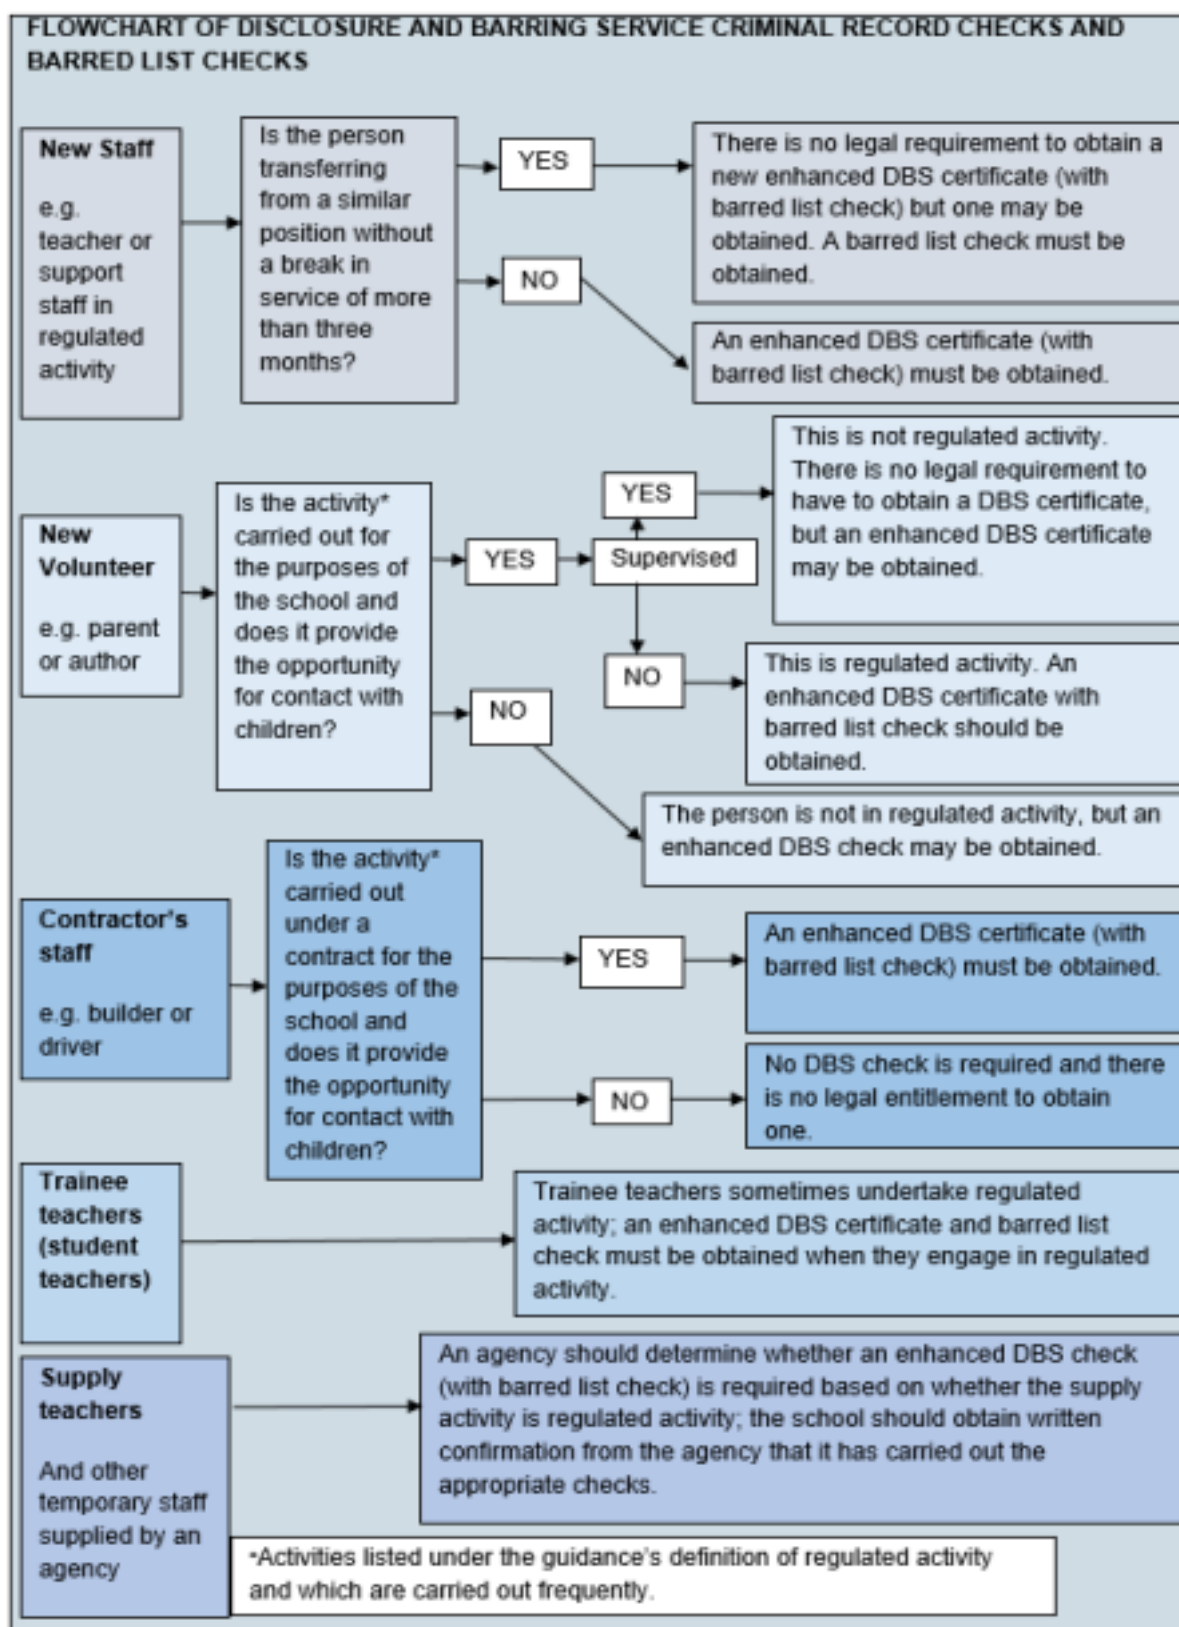 FLOWCHART OF DISCLOSURE AND BARRING SERVICE CRIMINAL RECORD CHECKS AND
BARRED LIST CHECKS
New Staff
e.g.
teacher or
support
staff in
regulated
activity
Is the person
transferring
from a similar
position without
a break in
service of more
than three
months?
YES
There is no legal requirement to obtain a
new enhanced DBS certificate (with
barred list check) but one may be
obtained. A barred list check must be
obtained.
NO
An enhanced DBS certificate (with
barred list check) must be obtained.
New
Volunteer
e.g. parent
or author
Is the activity*
carried out for
the purposes of
the school and
does it provide
the opportunity
for contact with
children?
YES
Supervised
YES
This is not regulated activity.
There is no legal requirement to
have to obtain a DBS certificate,
but an enhanced DBS certificate
may be obtained.
NO
This is regulated activity. An
enhanced DBS certificate with
barred list check should be
obtained.
NO
The person is not in regulated activity, but an
enhanced DBS check may be obtained.
Contractor's
staff
e.g. builder or
driver
Is the activity*
carried out
under a
contract for the
purposes of the
school and
does it provide
the opportunity
for contact with
children?
YES
An enhanced DBS certificate (with
barred list check) must be obtained.
NO
No DBS check is required and there
is no legal entitlement to obtain
one.
Trainee
teachers
(student
teachers)
Trainee teachers sometimes undertake regulated
activity; an enhanced DBS certificate and barred list
check must be obtained when they engage in regulated
activity.
Supply
teachers
And other
temporary staff
supplied by an
agency
An agency should determine whether an enhanced DBS check
(with barred list check) is required based on whether the supply
activity is regulated activity; the school should obtain written
confirmation from the agency that it has carried out the
appropriate checks.
*Activities listed under the guidance's definition of regulated activity
and which are carried out frequently.